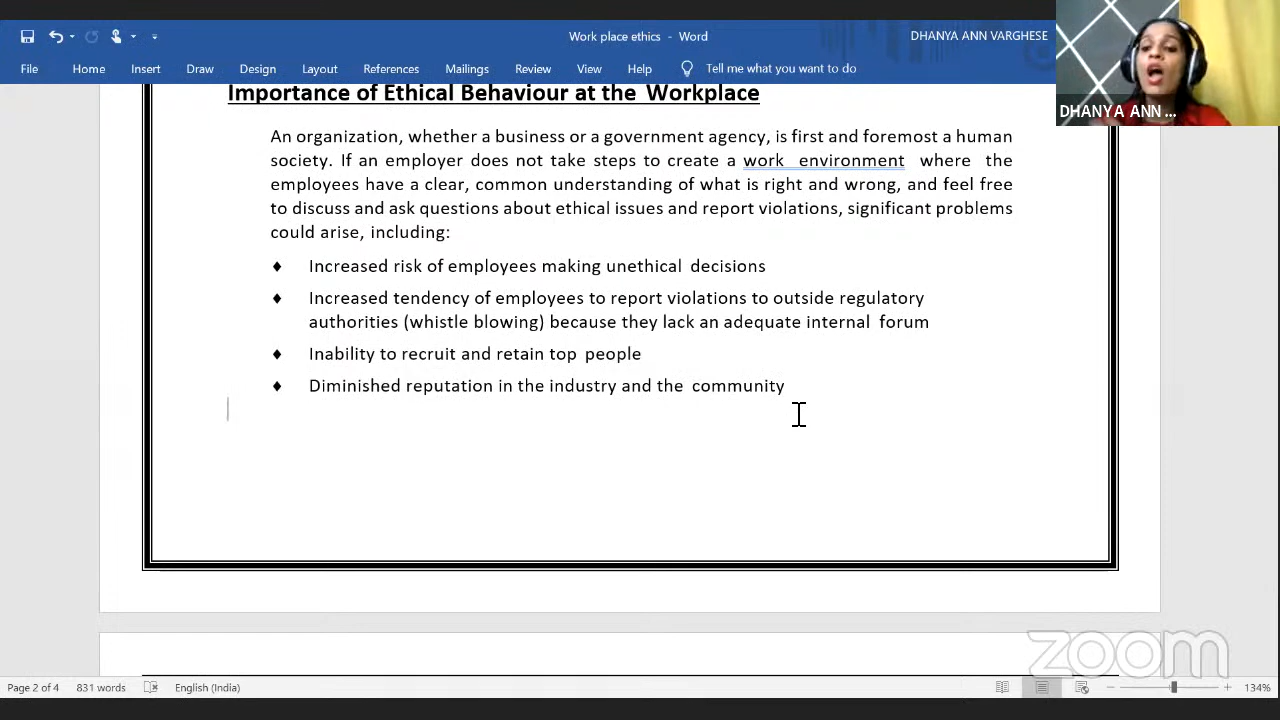 Work place ethics - Word
DHANYA ANN VARGHESE
File Home Insert Draw Design Layout References Mailings Review View Help Tell me what you want to do
DHANYA ANN ...
Importance of Ethical Behaviour at the Workplace
An organization, whether a business or a government agency, is first and foremost a human
society. If an employer does not take steps to create a work environment where the
employees have a clear, common understanding of what is right and wrong, and feel free
to discuss and ask questions about ethical issues and report violations, significant problems
could arise, including:
♦ Increased risk of employees making unethical decisions
♦ Increased tendency of employees to report violations to outside regulatory
authorities (whistle blowing) because they lack an adequate internal forum
♦ Inability to recruit and retain top people
♦ Diminished reputation in the industry and the community
zoom
Page 2 of 4 831 words English (India) 134%